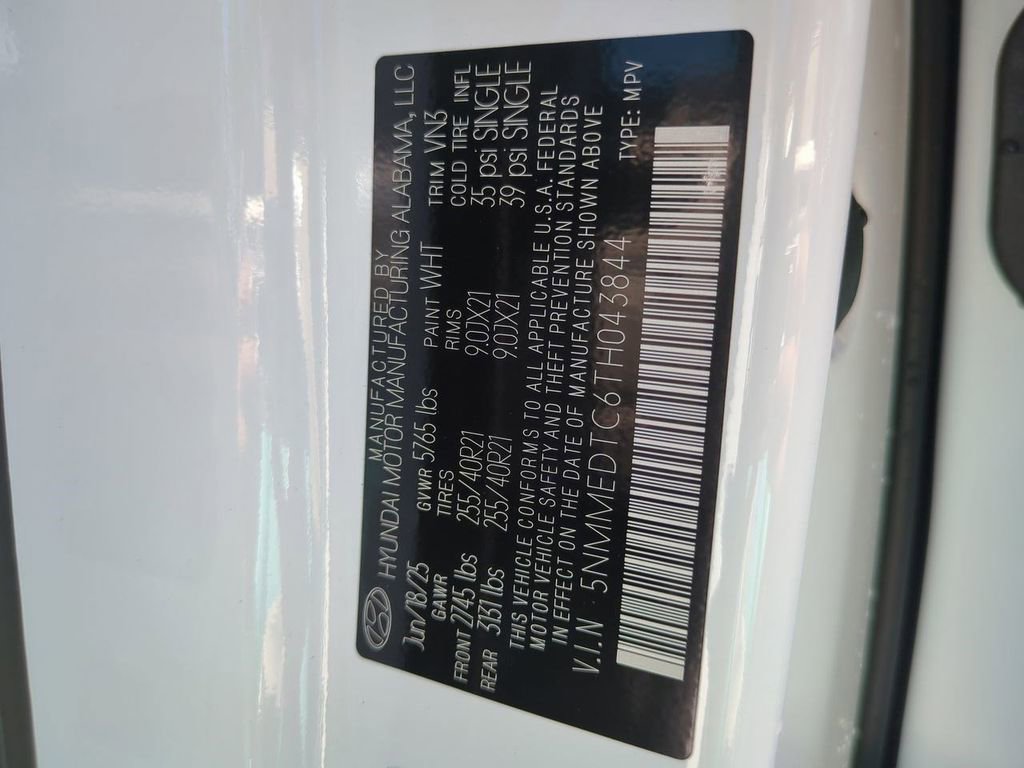 MANUFACTURED BY
HYUNDAI MOTOR MANUFACTURING ALABAMA, LLC
Jun/18/25 GVWR 5765 lbs PAINT WHT TRIM VN3
GAWR TIRES RIMS COLD TIRE INFL
FRONT 2745 lbs 255/40R21 9.0JX21 35 psi SINGLE
REAR 3131 lbs 255/40R21 9.0JX21 39 psi SINGLE
THIS VEHICLE CONFORMS TO ALL APPLICABLE U.S.A. FEDERAL
MOTOR VEHICLE SAFETY AND THEFT PREVENTION STANDARDS
IN EFFECT ON THE DATE OF MANUFACTURE SHOWN ABOVE
V.I.N 5NMMEDTC6TH043844 TYPE: MPV